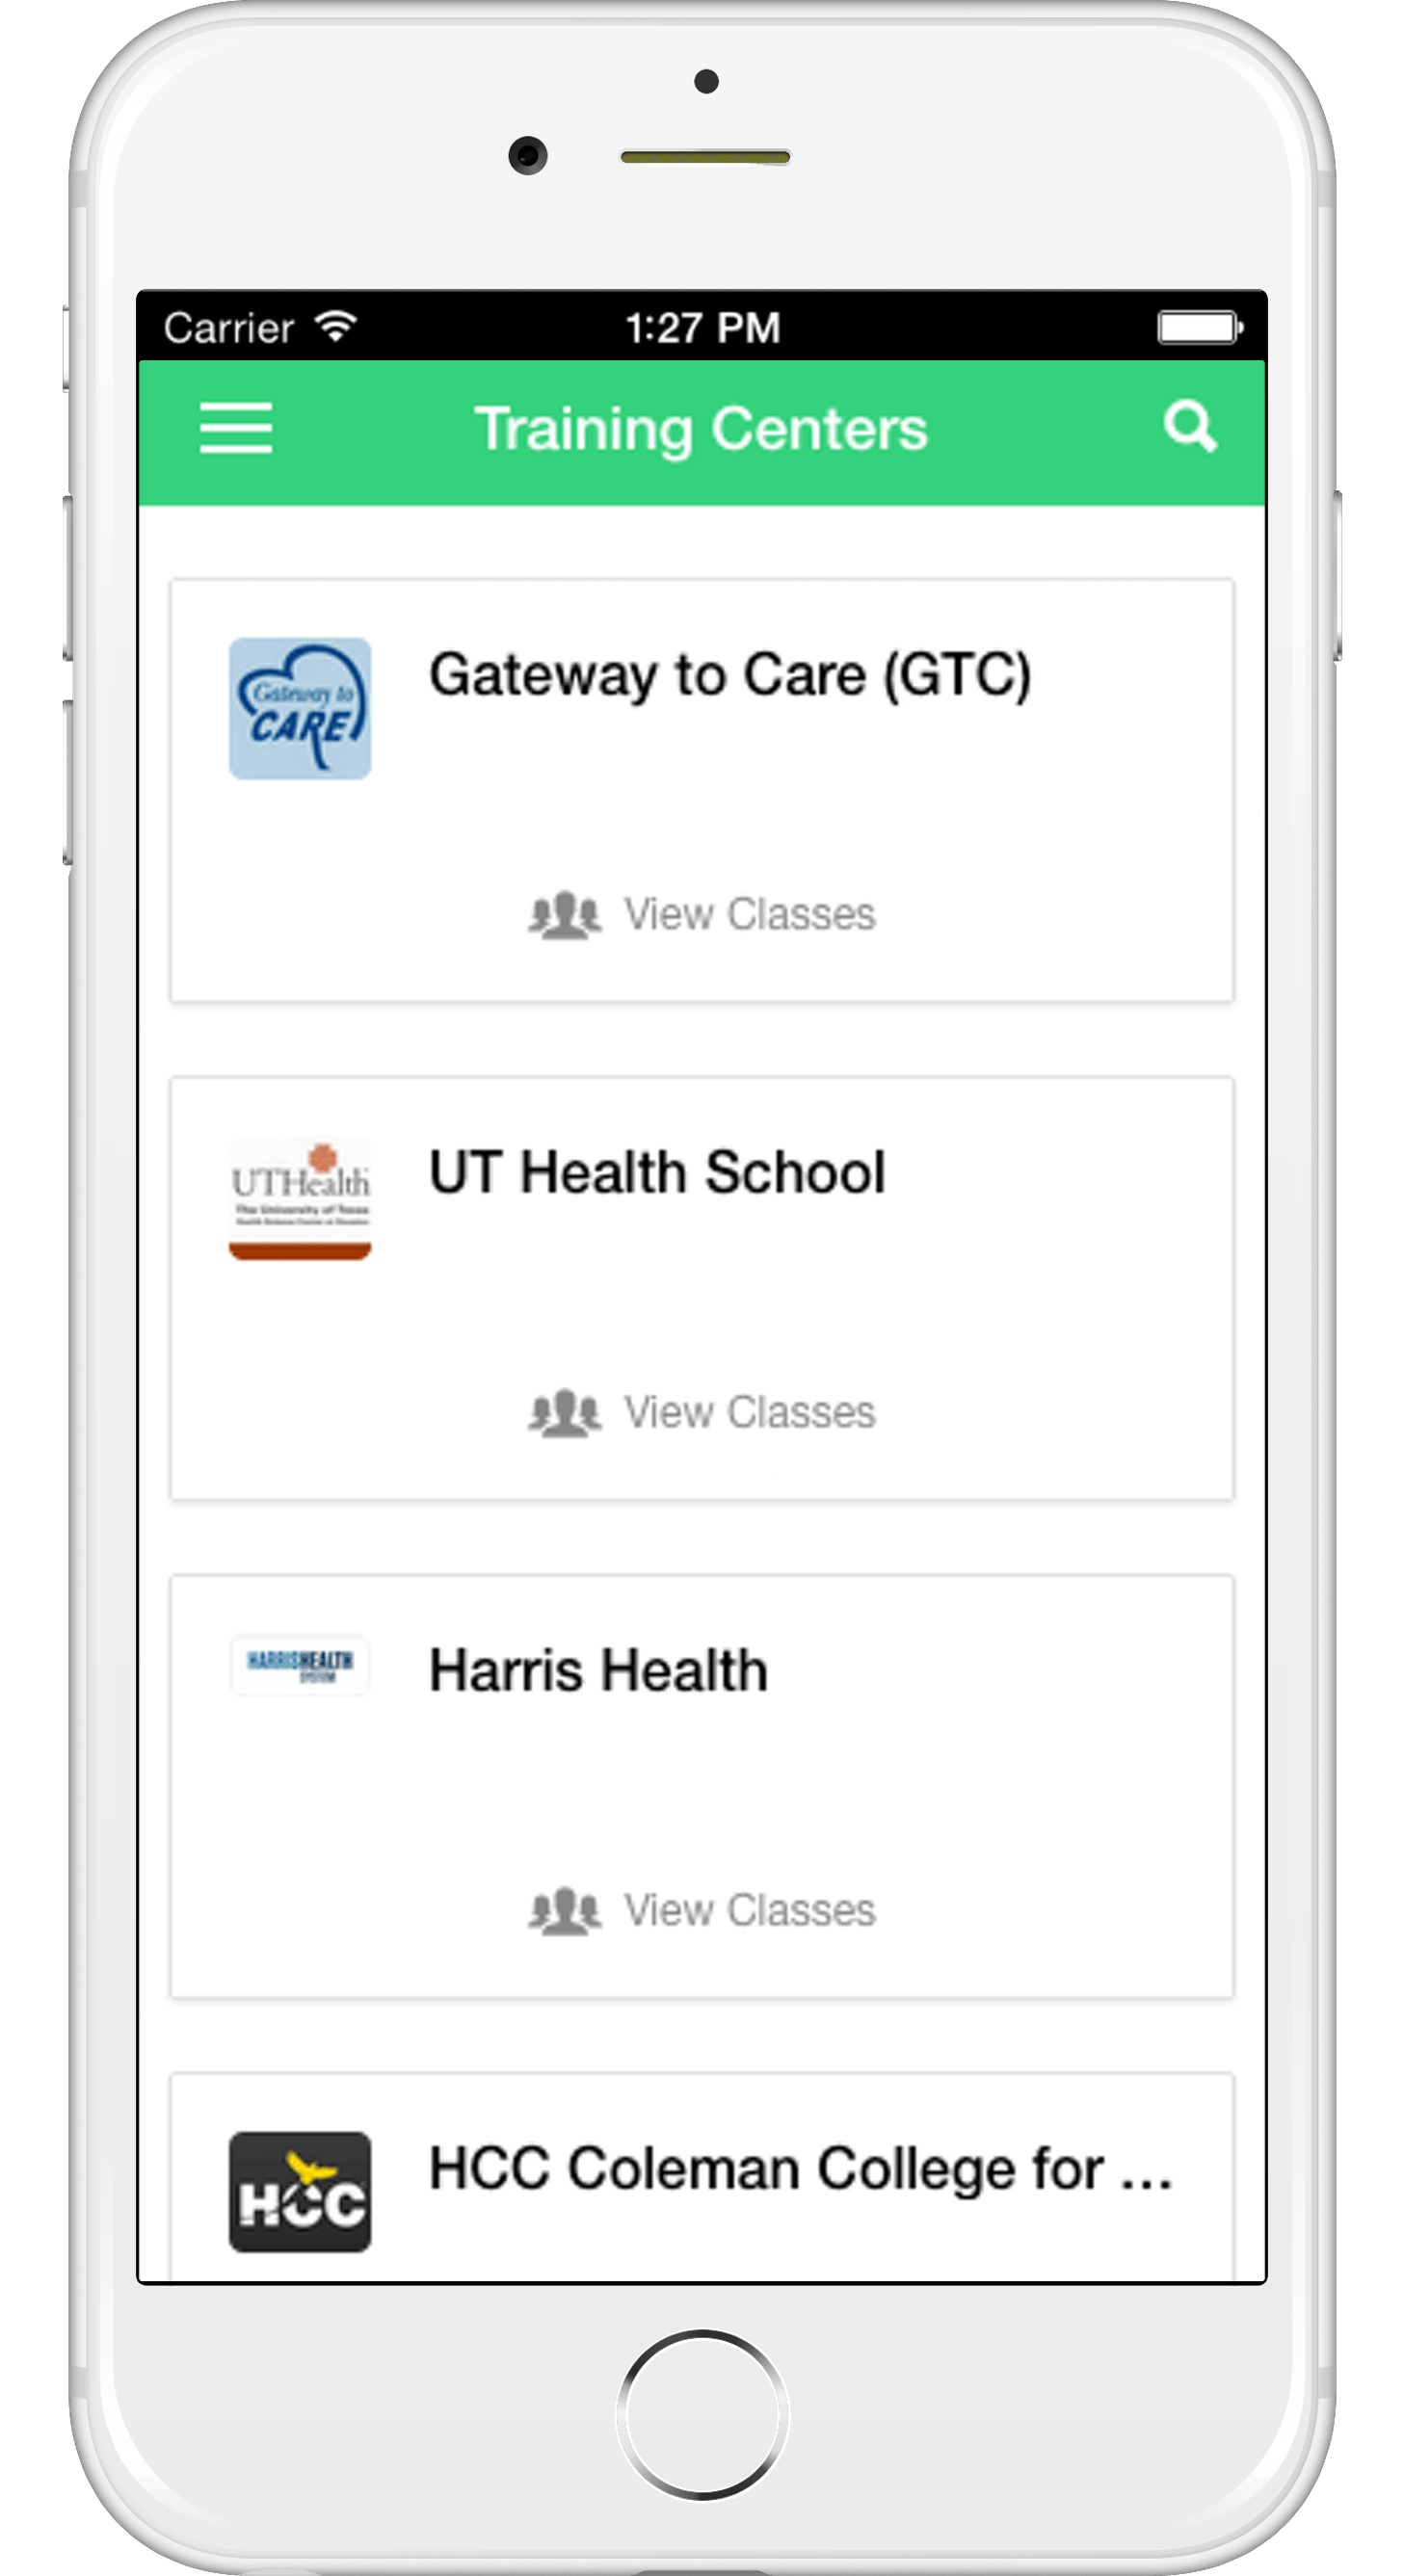 Carrier 1:27 PM
Training Centers
Gateway to
CARE
Gateway to Care (GTC)
View Classes
UTHealth
The University of Texas
Health Science Center at Houston
UT Health School
View Classes
HARRISHEALTH
SYSTEM
Harris Health
View Classes
HCC
HCC Coleman College for ...